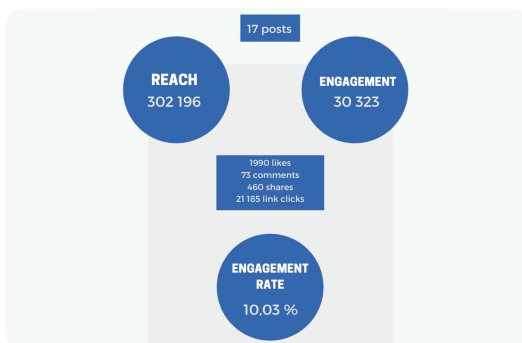 17 posts
REACH
302 196
ENGAGEMENT
30 323
1990 likes
73 comments
460 shares
21 185 link clicks
ENGAGEMENT
RATE
10,03 %